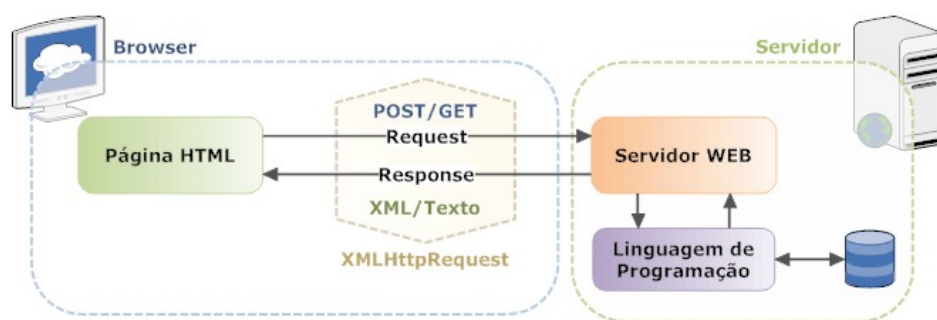 Browser
Servidor
POST/GET
Request
Página HTML
Servidor WEB
Response
XML/Texto
Linguagem de
Programação
XMLHttpRequest